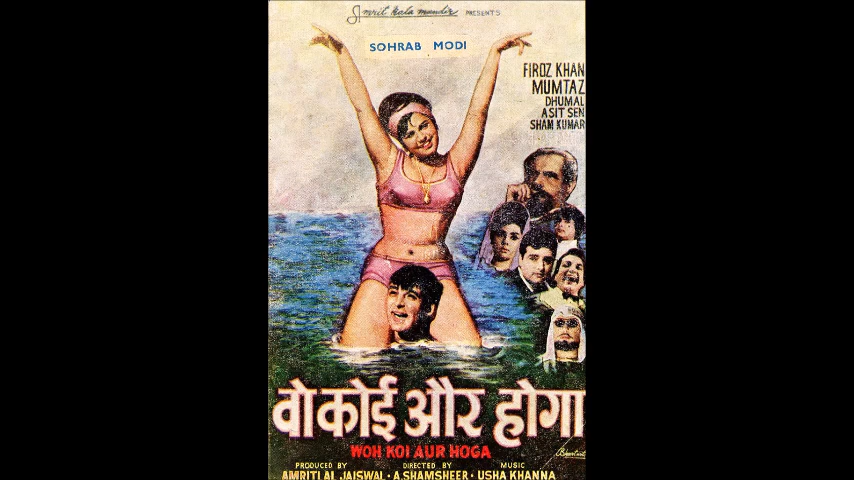 Amrit Kala Mandir PRESENTS
SOHRAB MODI
FIROZ KHAN
MUMTAZ
DHUMAL
ASIT SEN
SHAM KUMAR
वो कोई और होगा
WOH KOI AUR HOGA
PRODUCED BY DIRECTED BY MUSIC
AMRITLAL JAISWAL · A.SHAMSHEER · USHA KHANNA